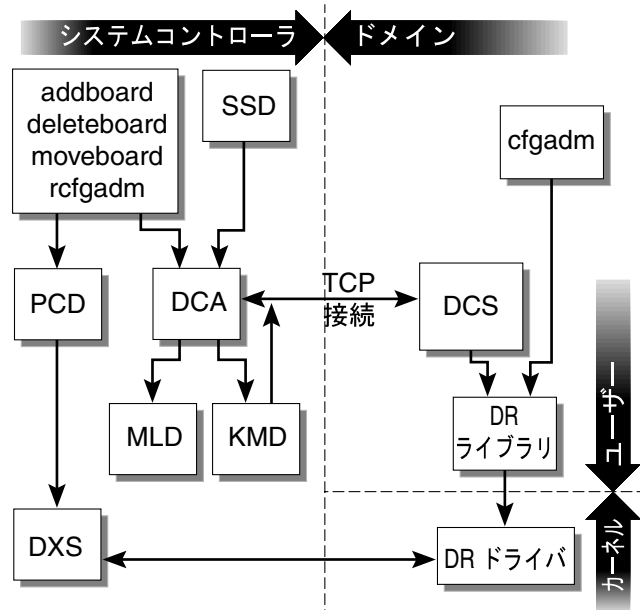 システムコントローラ
ドメイン
addboard
deleteboard
moveboard
rcfgadm
SSD
cfgadm
PCD
DCA
TCP
接続
DCS
MLD
KMD
DR
ライブラリ
ユーザー
DXS
DR ドライバ
カーネル